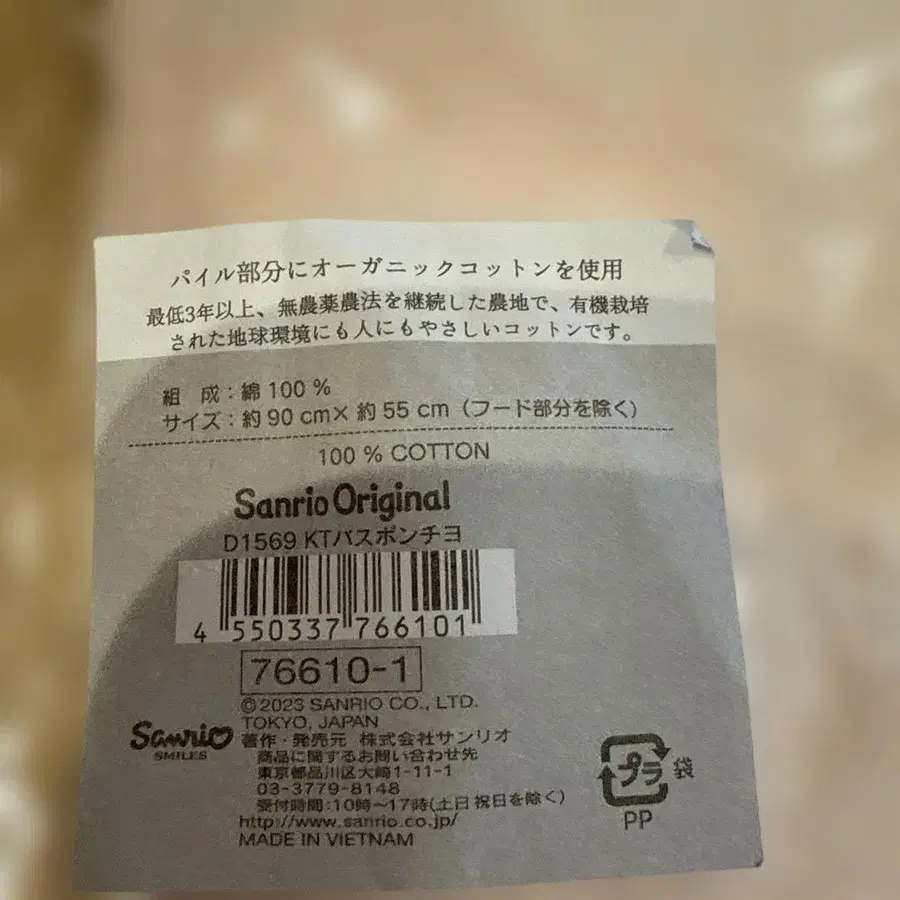 パイル部分にオーガニックコットンを使用
最低3年以上、無農薬農法を継続した農地で、有機栽培
された地球環境にも人にもやさしいコットンです。
組　成：綿 100 %
サイズ：約 90 cm× 約 55 cm（フード部分を除く）
100 % COTTON
Sanrio Original
D1569 KTバスポンチヨ
4 550337 766101
76610-1
©2023 SANRIO CO., LTD.
TOKYO, JAPAN
Sanrio
SMILES
著作・発売元　株式会社サンリオ
商品に関するお問い合わせ先
東京都品川区大崎1-11-1
03-3779-8148
受付時間：10時〜17時(土日祝日を除く)
http://www.sanrio.co.jp/
MADE IN VIETNAM
プラ 袋
PP